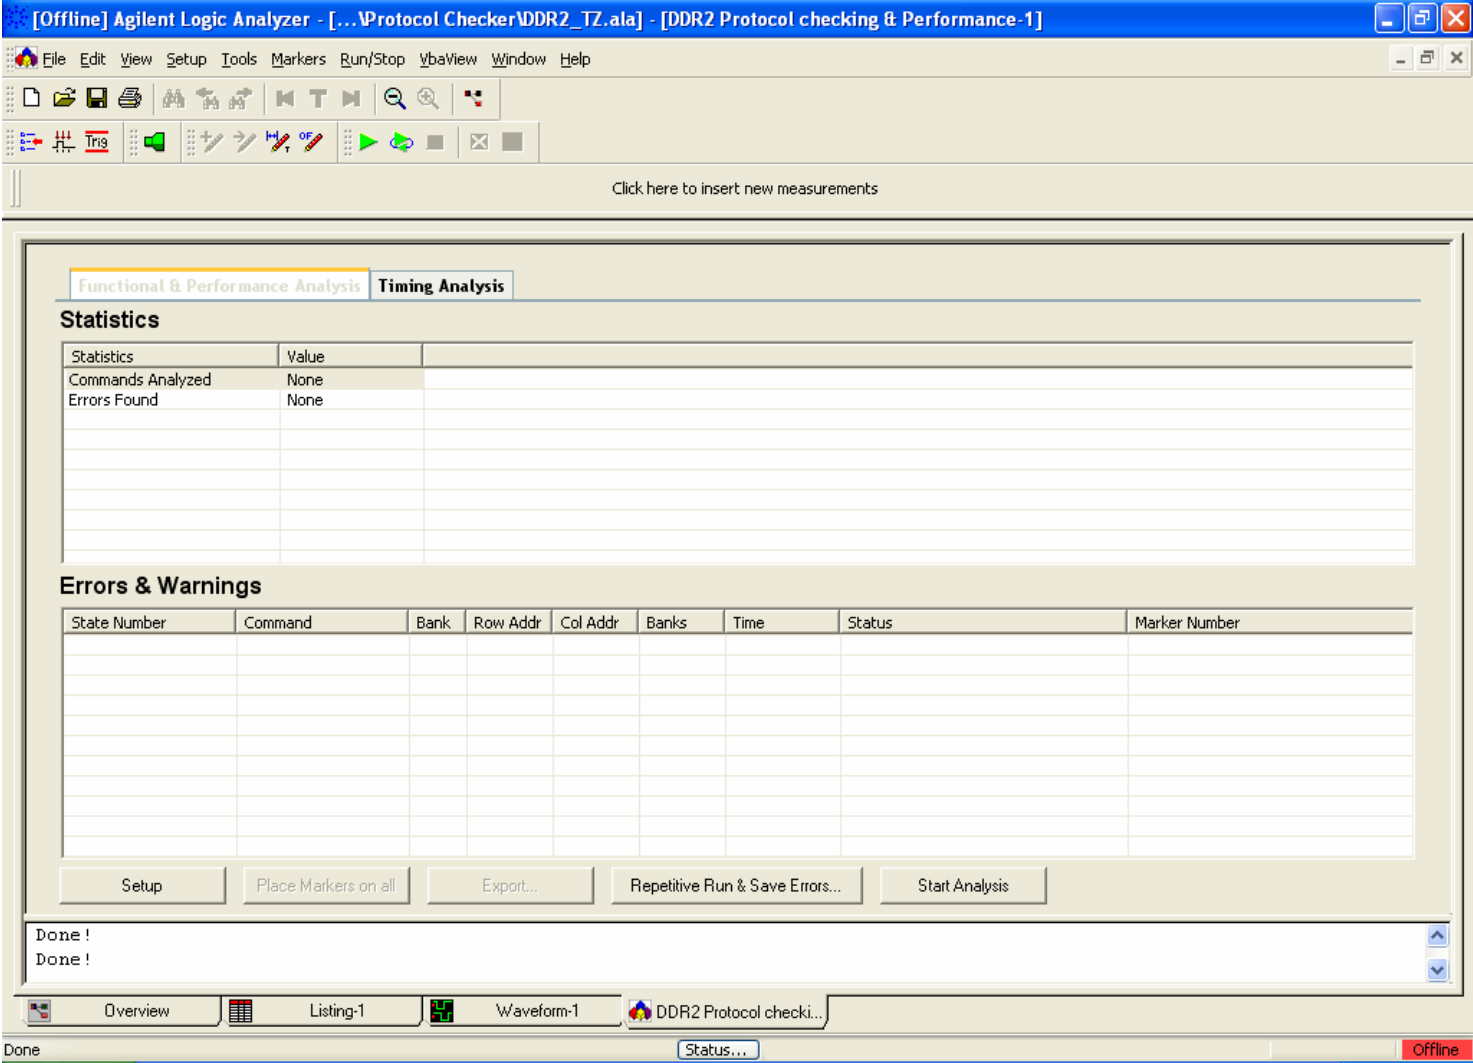 [Offline] Agilent Logic Analyzer - [...\Protocol Checker\DDR2_TZ.ala] - [DDR2 Protocol checking & Performance-1]
File Edit View Setup Tools Markers Run/Stop VbaView Window Help
T
Trig T OF
Click here to insert new measurements
Functional & Performance Analysis Timing Analysis
Statistics
Statistics Value
Commands Analyzed None
Errors Found None
Errors & Warnings
State Number Command Bank Row Addr Col Addr Banks Time Status Marker Number
Setup Place Markers on all Export... Repetitive Run & Save Errors... Start Analysis
Done!
Done!
Overview Listing-1 Waveform-1 DDR2 Protocol checki...
Done Status... Offline